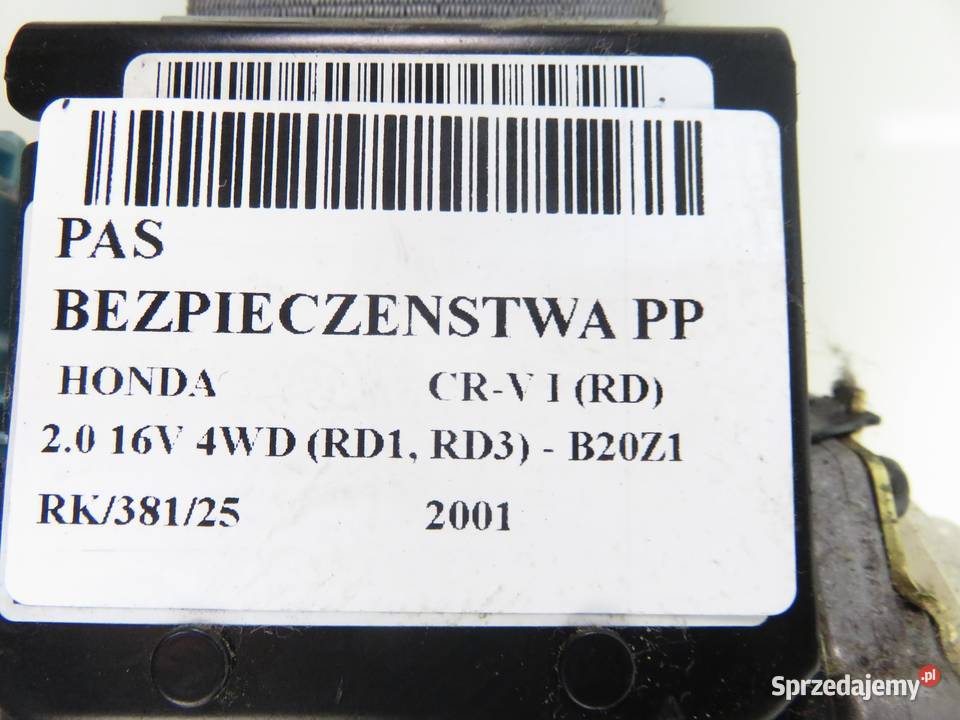 PAS
BEZPIECZENSTWA PP
HONDA CR-V I (RD)
2.0 16V 4WD (RD1, RD3) - B20Z1
RK/381/25 2001
Sprzedajemy.pl